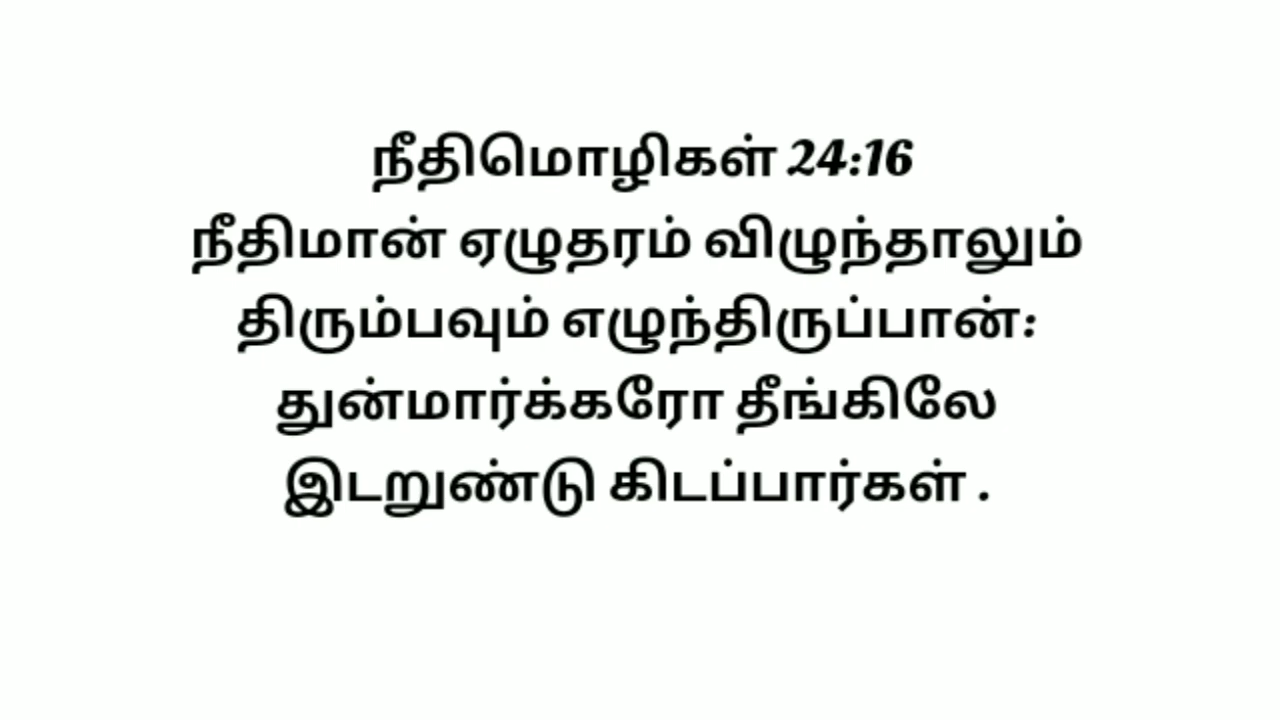 நீதிமொழிகள் 24:16
நீதிமான் ஏழுதரம் விழுந்தாலும்
திரும்பவும் எழுந்திருப்பான்:
துன்மார்க்கரோ தீங்கிலே
இடறுண்டு கிடப்பார்கள் .